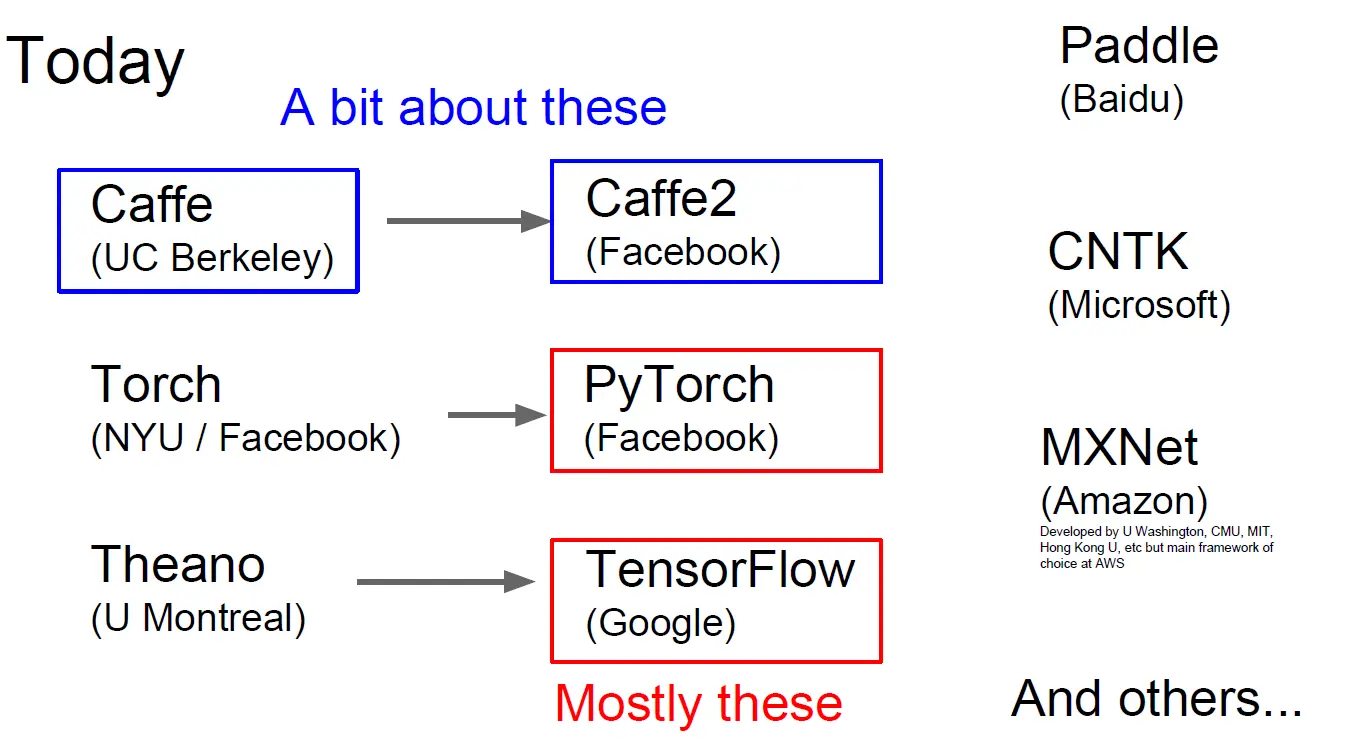 Today
A bit about these
Caffe
(UC Berkeley)
Caffe2
(Facebook)
Torch
(NYU / Facebook)
PyTorch
(Facebook)
Theano
(U Montreal)
TensorFlow
(Google)
Mostly these
Paddle
(Baidu)
CNTK
(Microsoft)
MXNet
(Amazon)
Developed by U Washington, CMU, MIT,
Hong Kong U, etc but main framework of
choice at AWS
And others...